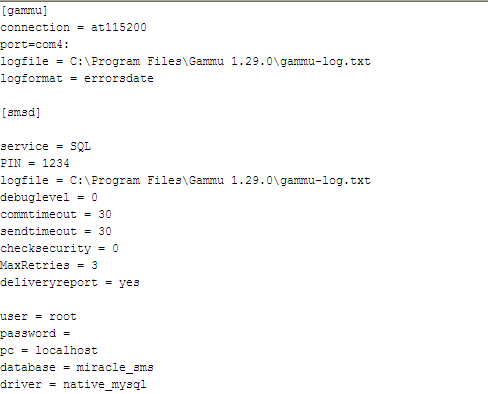 [gammu]
connection = at115200
port=com4:
logfile = C:\Program Files\Gammu 1.29.0\gammu-log.txt
logformat = errorsdate
[smsd]
service = SQL
PIN = 1234
logfile = C:\Program Files\Gammu 1.29.0\gammu-log.txt
debuglevel = 0
commtimeout = 30
sendtimeout = 30
checksecurity = 0
MaxRetries = 3
deliveryreport = yes
user = root
password =
pc = localhost
database = miracle_sms
driver = native_mysql